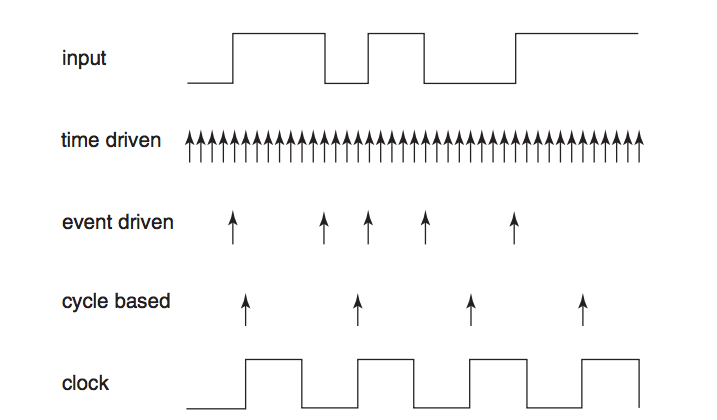 input
time driven
event driven
cycle based
clock